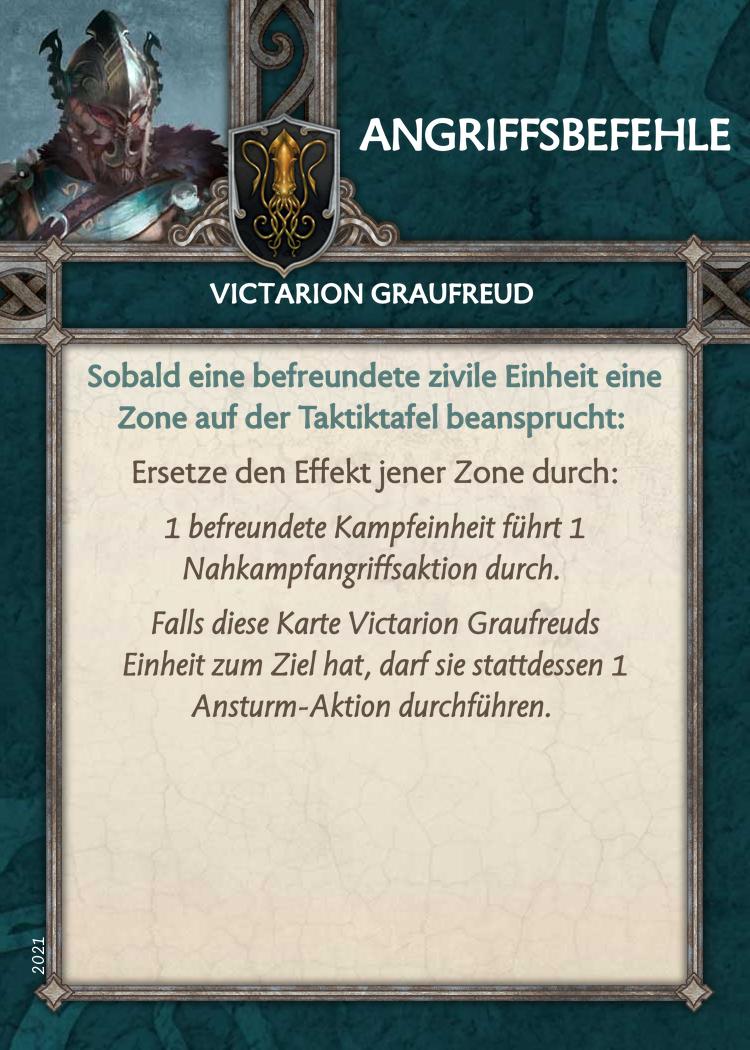 ANGRIFFSBEFEHLE
VICTARION GRAUFREUD
Sobald eine befreundete zivile Einheit eine
Zone auf der Taktiktafel beansprucht:
Ersetze den Effekt jener Zone durch:
1 befreundete Kampfeinheit führt 1
Nahkampfangriffsaktion durch.
Falls diese Karte Victarion Graufreuds
Einheit zum Ziel hat, darf sie stattdessen 1
Ansturm-Aktion durchführen.
2021